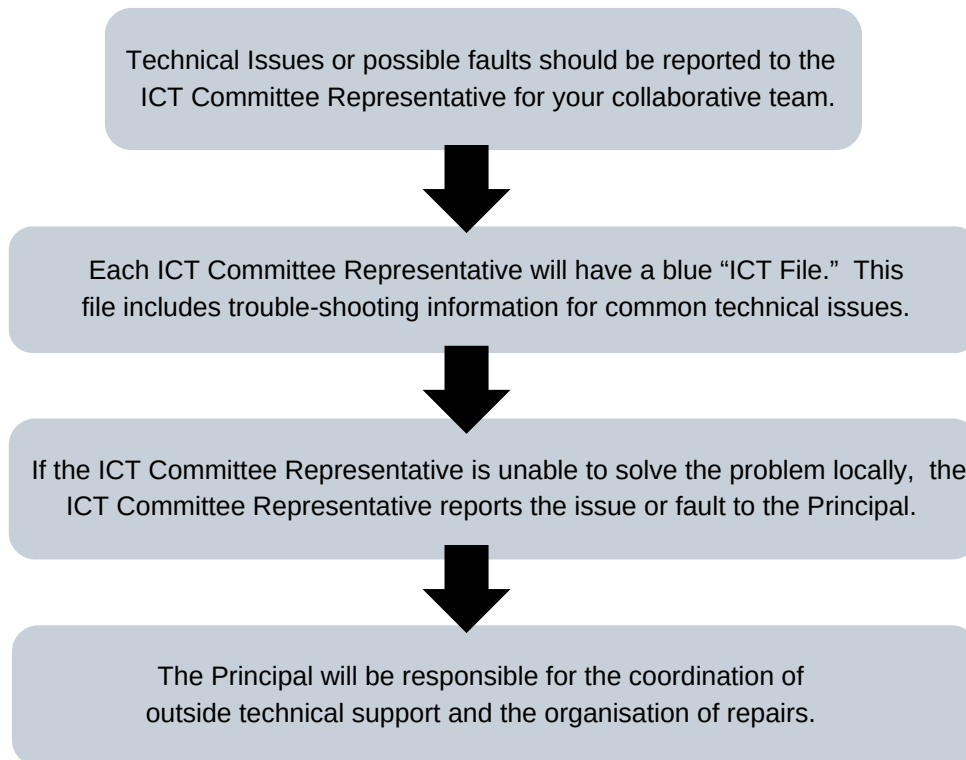 Technical Issues or possible faults should be reported to the
ICT Committee Representative for your collaborative team.
Each ICT Committee Representative will have a blue “ICT File.”  This
file includes trouble-shooting information for common technical issues.
If the ICT Committee Representative is unable to solve the problem locally,  the
ICT Committee Representative reports the issue or fault to the Principal.
The Principal will be responsible for the coordination of
outside technical support and the organisation of repairs.